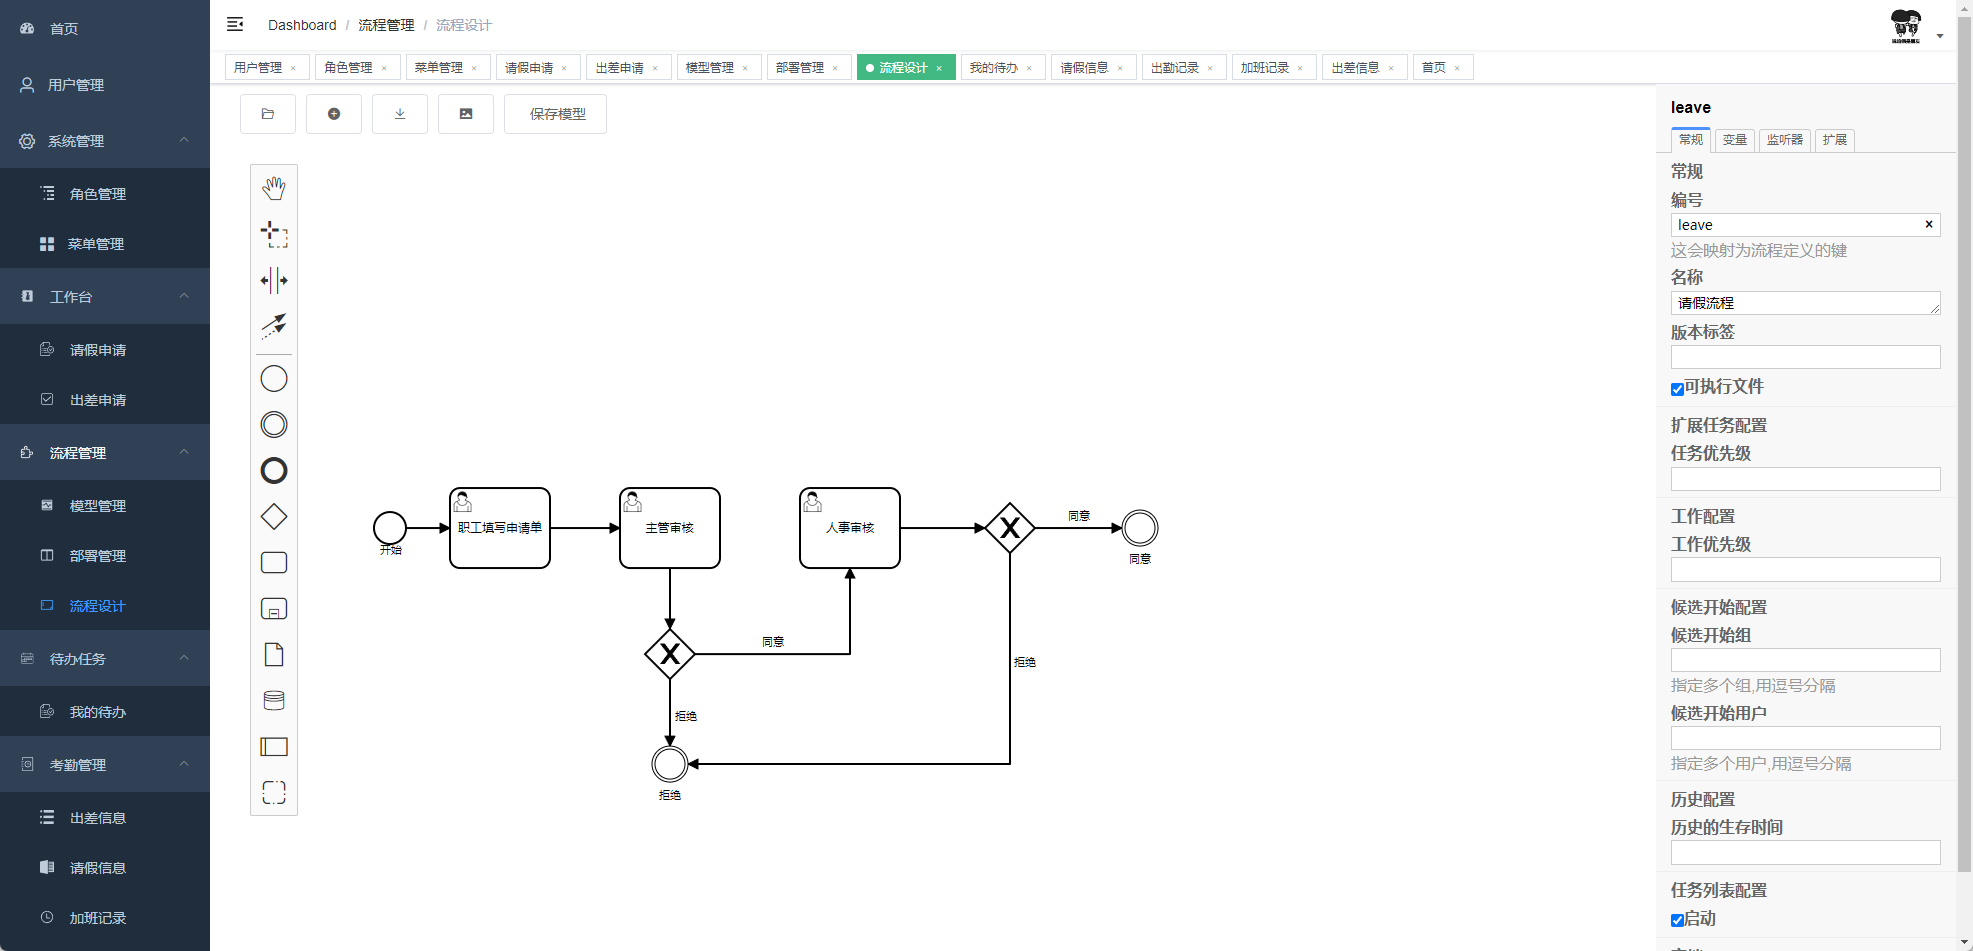 首页
用户管理
系统管理
角色管理
菜单管理
工作台
请假申请
出差申请
流程管理
模型管理
部署管理
流程设计
待办任务
我的待办
考勤管理
出差信息
请假信息
加班记录
Dashboard / 流程管理 / 流程设计
用户管理 × 角色管理 × 菜单管理 × 请假申请 × 出差申请 × 模型管理 × 部署管理 × 流程设计 × 我的待办 × 请假信息 × 出勤记录 × 加班记录 × 出差信息 × 首页 ×
保存模型
开始
职工填写申请单
主管审核
人事审核
同意
同意
同意
拒绝
拒绝
拒绝
leave
常规 变量 监听器 扩展
常规
编号
leave ×
这会映射为流程定义的键
名称
请假流程
版本标签
可执行文件
扩展任务配置
任务优先级
工作配置
工作优先级
候选开始配置
候选开始组
指定多个组,用逗号分隔
候选开始用户
指定多个用户,用逗号分隔
历史配置
历史的生存时间
任务列表配置
启动